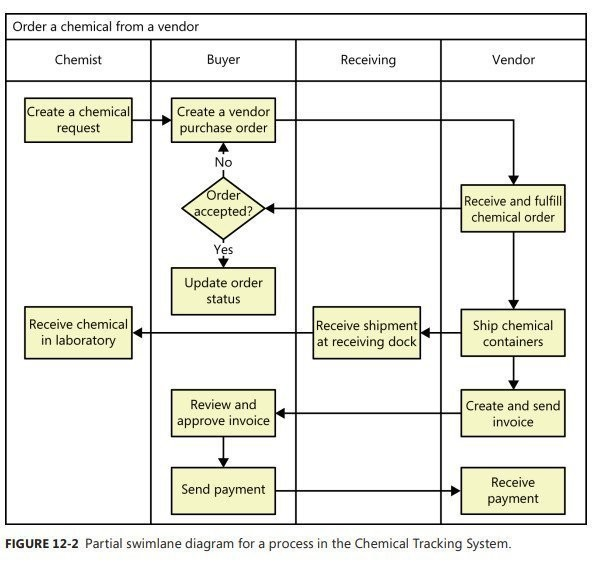 Order a chemical from a vendor
Chemist
Buyer
Receiving
Vendor
Create a chemical
request
Create a vendor
purchase order
No
Order
accepted?
Receive and fulfill
chemical order
Yes
Update order
status
Receive chemical
in laboratory
Receive shipment
at receiving dock
Ship chemical
containers
Review and
approve invoice
Create and send
invoice
Send payment
Receive
payment
FIGURE 12-2 Partial swimlane diagram for a process in the Chemical Tracking System.